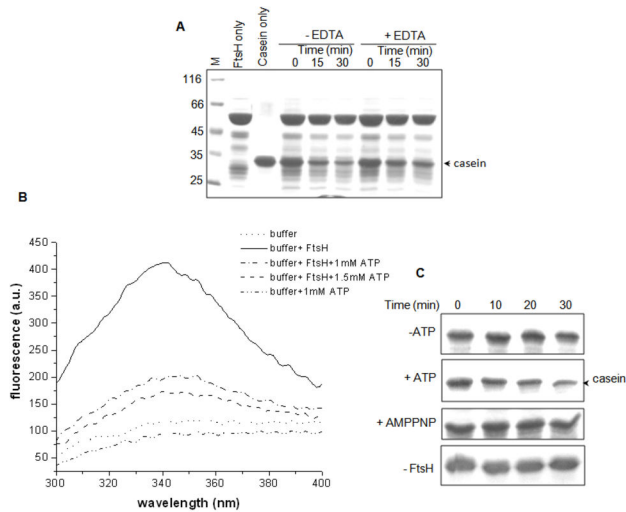 A
- EDTA + EDTA
Time (min) Time (min)
M FtsH only Casein only 0 15 30 0 15 30
116
66
45
35
25
casein
B
buffer
buffer+ FtsH
buffer+ FtsH+1mM ATP
buffer+ FtsH+1.5mM ATP
buffer+1mM ATP
fluorescence (a.u.)
450
400
350
300
250
200
150
100
50
300 320 340 360 380 400
wavelength (nm)
C
Time (min) 0 10 20 30
-ATP
+ ATP
casein
+ AMPPNP
- FtsH